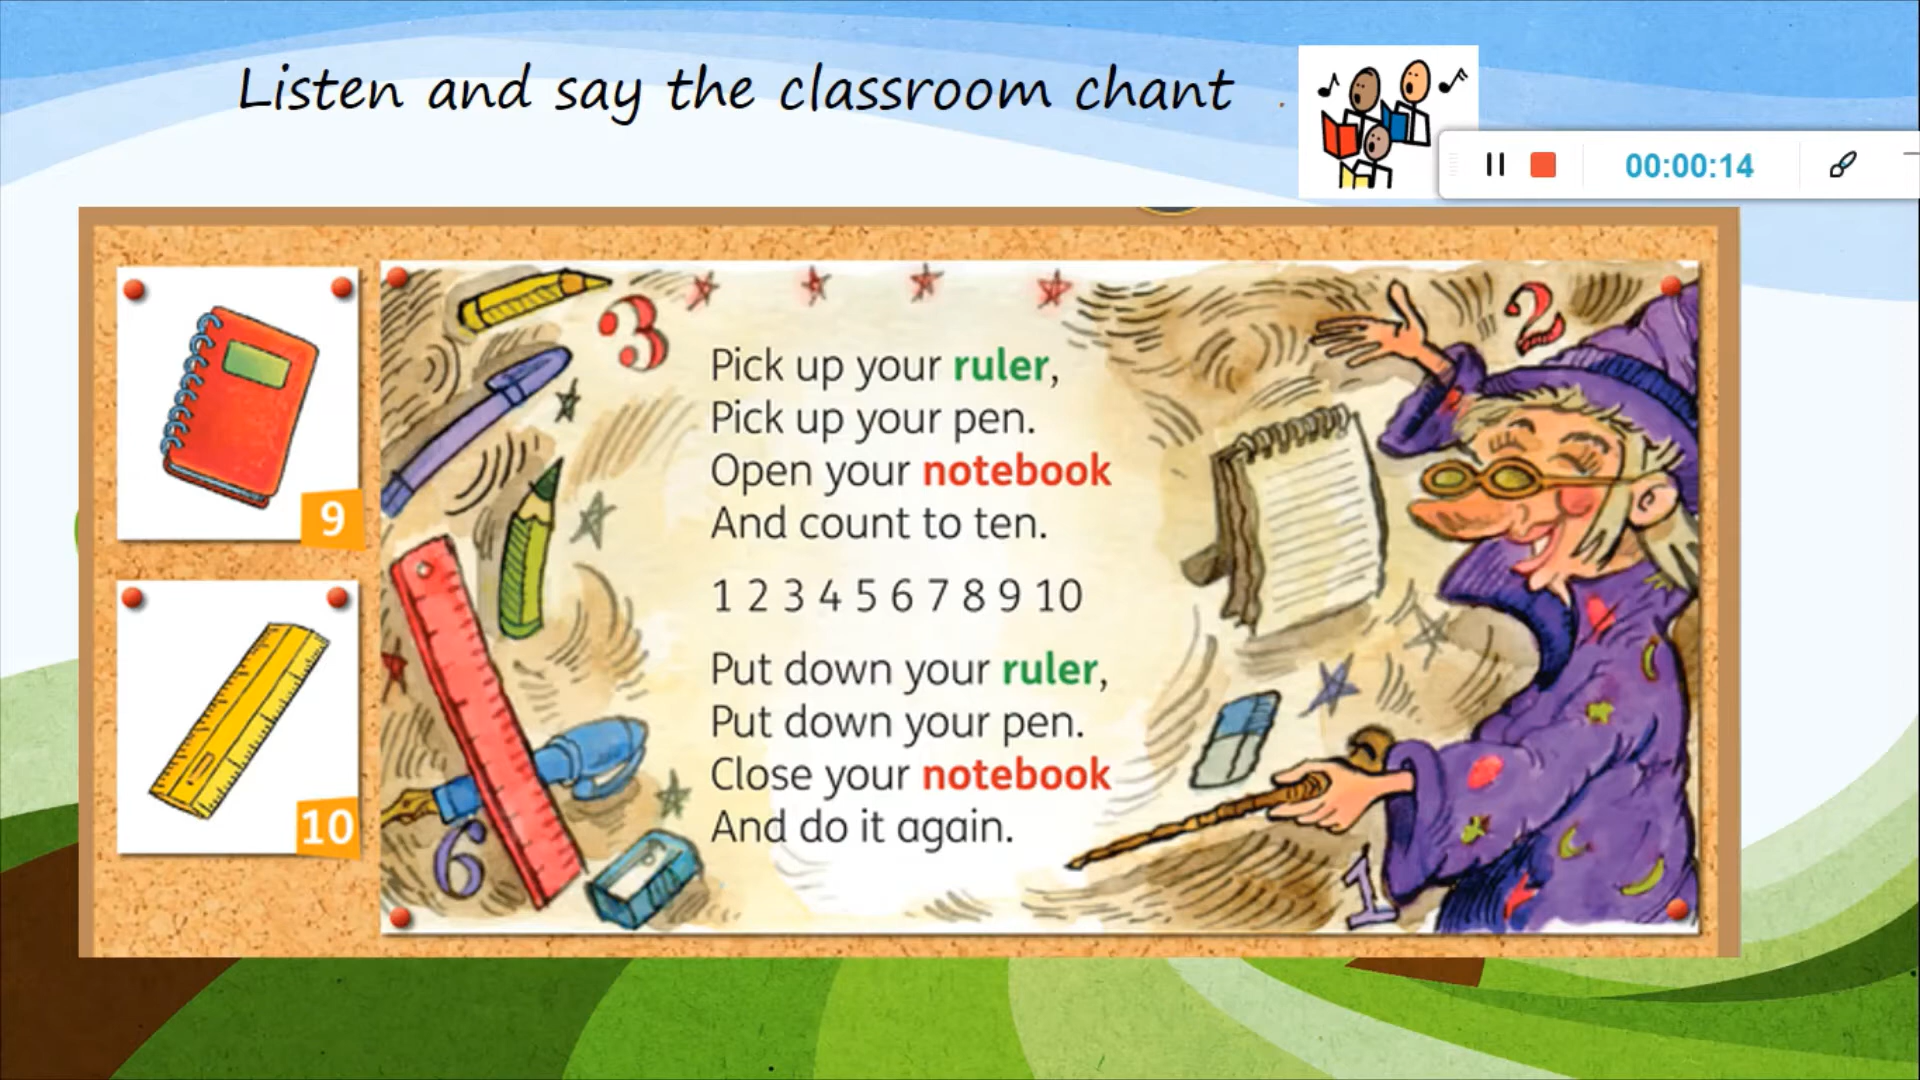 Listen and say the classroom chant
00:00:14
3
2
Pick up your ruler,
Pick up your pen.
Open your notebook
And count to ten.
1 2 3 4 5 6 7 8 9 10
Put down your ruler,
Put down your pen.
Close your notebook
And do it again.
9
10
6
1